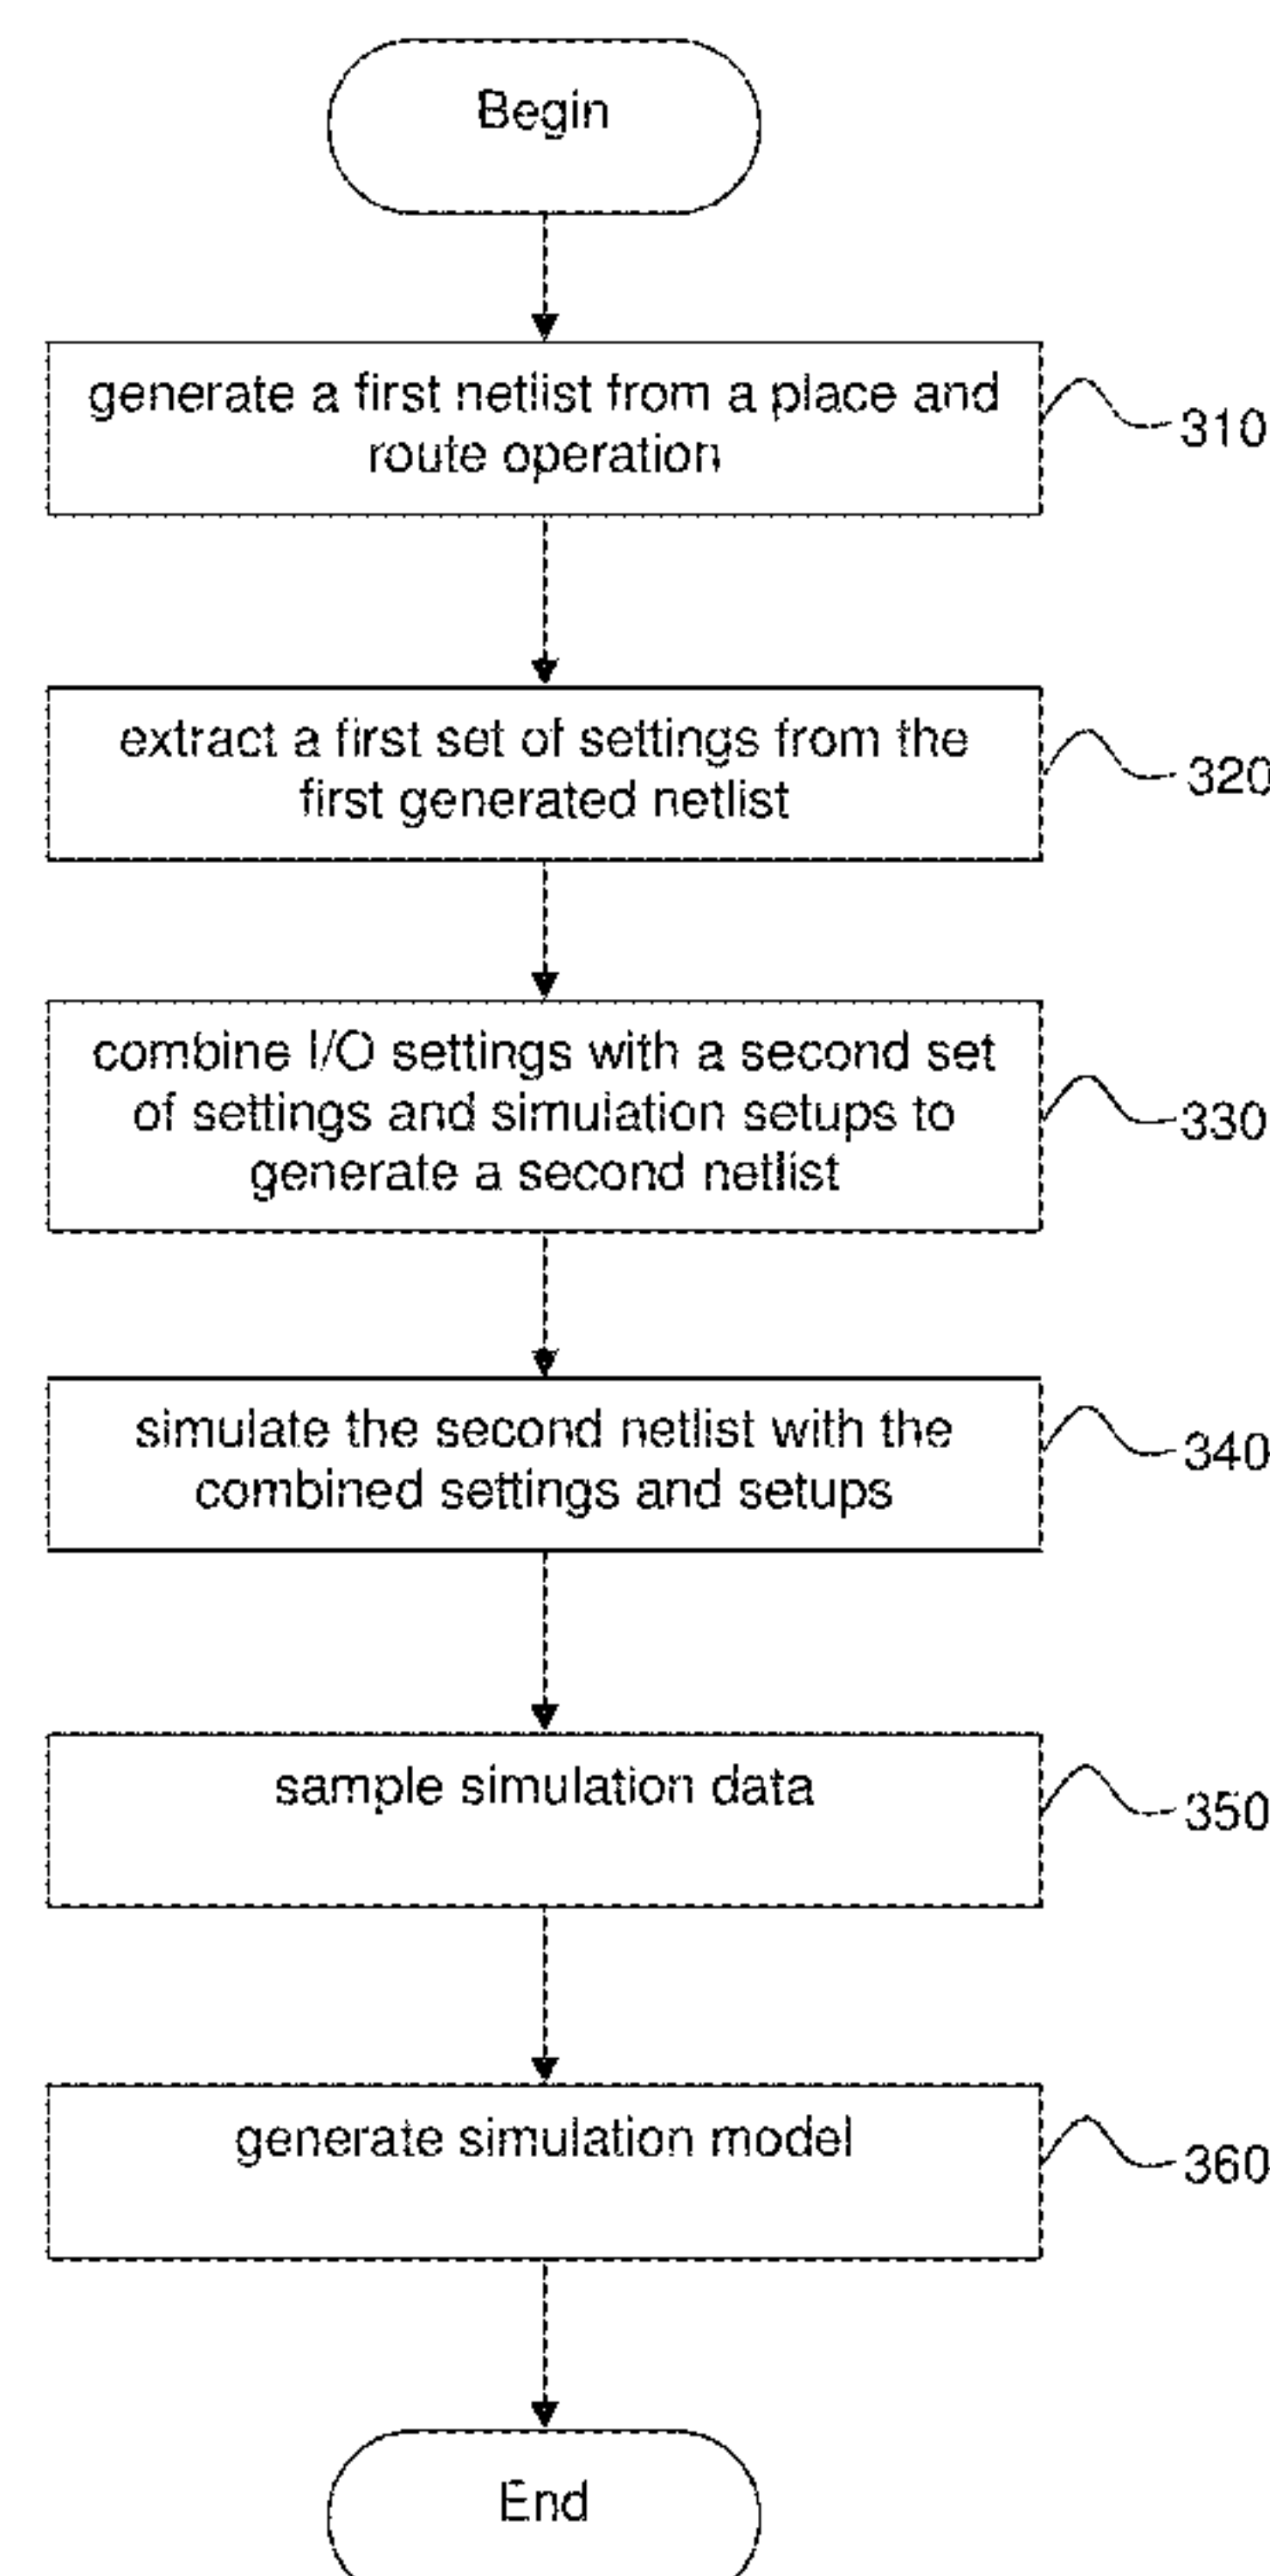 Begin
generate a first netlist from a place and
route operation
310
extract a first set of settings from the
first generated netlist
320
combine I/O settings with a second set
of settings and simulation setups to
generate a second netlist
330
simulate the second netlist with the
combined settings and setups
340
sample simulation data
350
generate simulation model
360
End